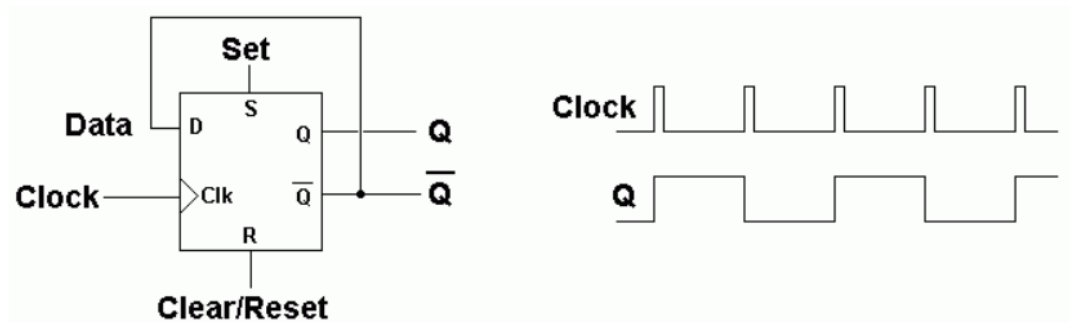 Set
S
Data
D
Q
Q
Clock
Clk
Q̅
Q̅
R
Clear/Reset
Clock
Q